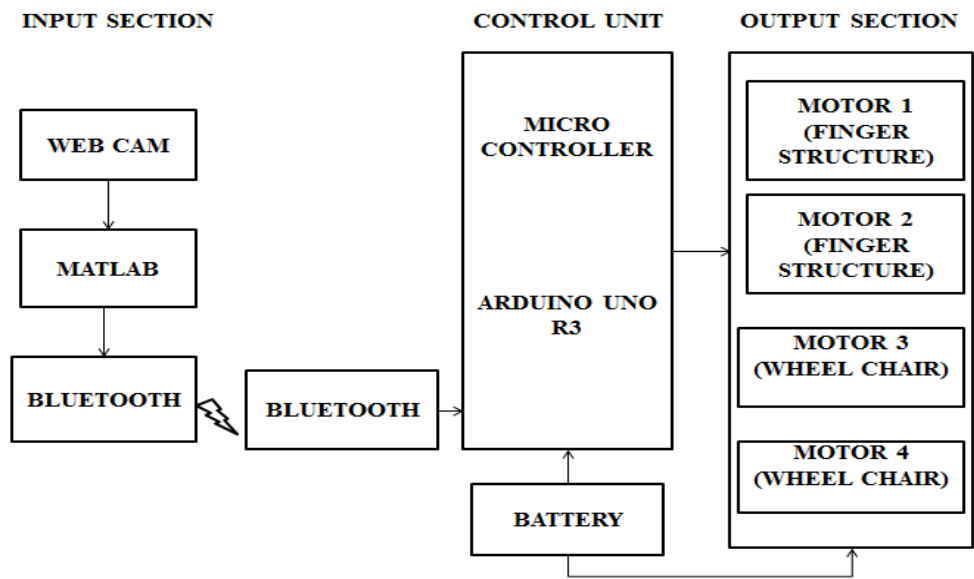 INPUT SECTION
CONTROL UNIT
OUTPUT SECTION
WEB CAM
MATLAB
BLUETOOTH
BLUETOOTH
MICRO
CONTROLLER
ARDUINO UNO
R3
BATTERY
MOTOR 1
(FINGER
STRUCTURE)
MOTOR 2
(FINGER
STRUCTURE)
MOTOR 3
(WHEEL CHAIR)
MOTOR 4
(WHEEL CHAIR)